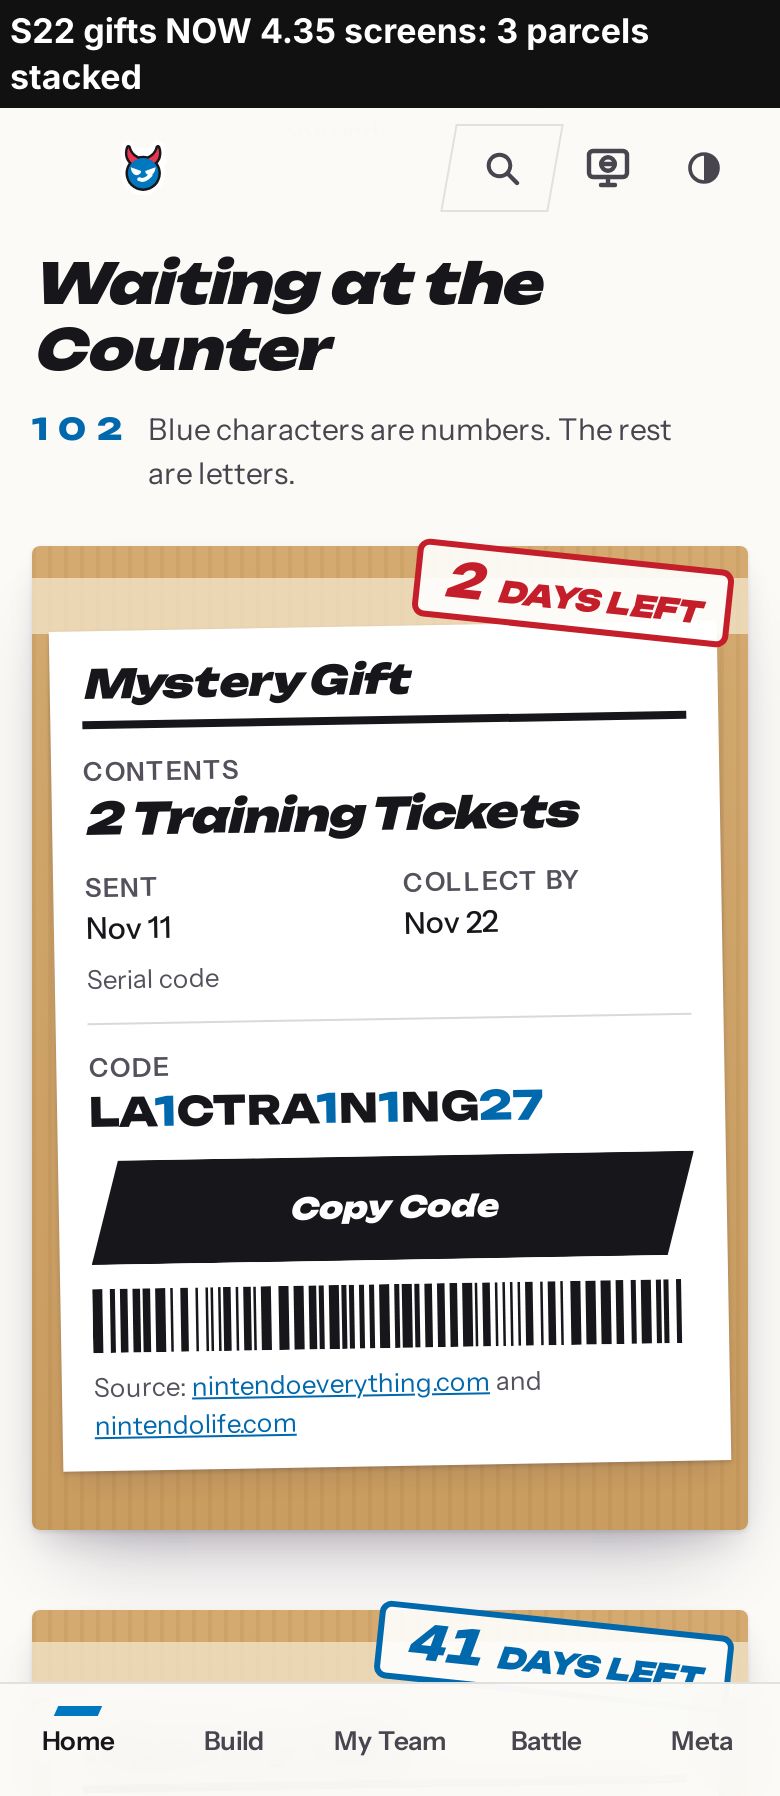 S22 gifts NOW 4.35 screens: 3 parcels
stacked
Waiting at the
Counter
102 Blue characters are numbers. The rest
are letters.
2 DAYS LEFT
Mystery Gift
CONTENTS
2 Training Tickets
SENT COLLECT BY
Nov 11 Nov 22
Serial code
CODE
LA1CTRA1N1NG27
Copy Code
Source: nintendoeverything.com and
nintendolife.com
41 DAYS LEFT
Home Build My Team Battle Meta